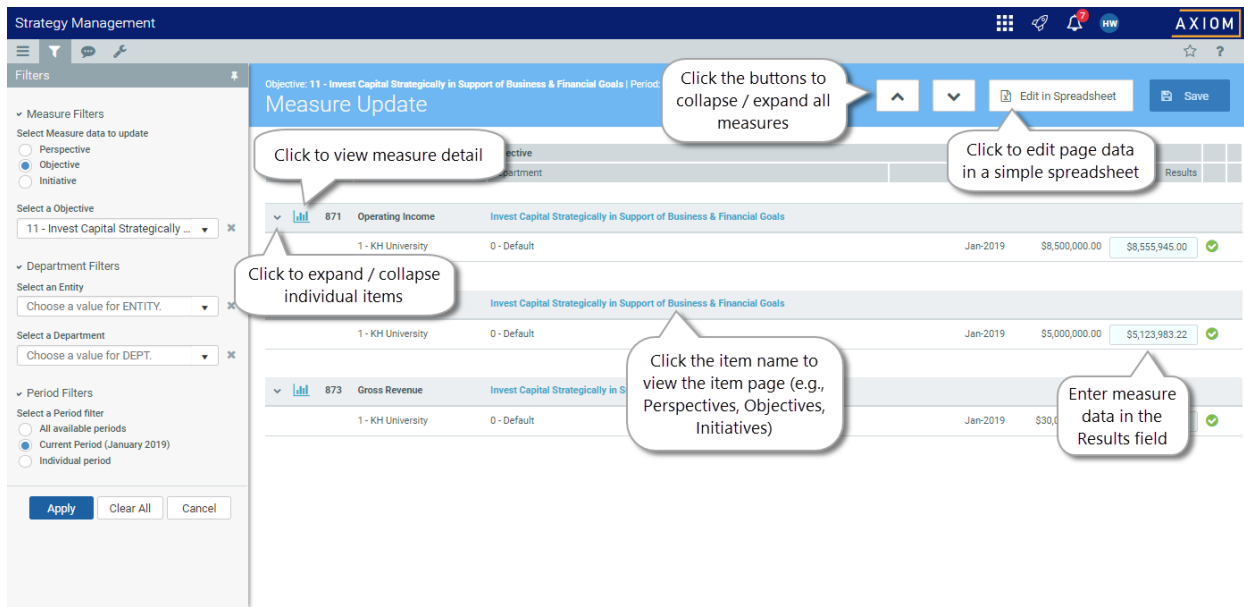 Strategy Management
7
HW
AXIOM
?
Filters
Measure Filters
Select Measure data to update
Perspective
Objective
Initiative
Select a Objective
11 - Invest Capital Strategically ...
Department Filters
Select an Entity
Choose a value for ENTITY.
Select a Department
Choose a value for DEPT.
Period Filters
Select a Period filter
All available periods
Current Period (January 2019)
Individual period
Apply Clear All Cancel
Objective: 11 - Invest Capital Strategically in Support of Business & Financial Goals | Period:
Measure Update
Click the buttons to
collapse / expand all
measures
Edit in Spreadsheet
Save
Click to view measure detail
Click to edit page data
in a simple spreadsheet
Results
871 Operating Income Invest Capital Strategically in Support of Business & Financial Goals
1 - KH University 0 - Default Jan-2019 $8,500,000.00 $8,555,945.00
Click to expand / collapse
individual items
Invest Capital Strategically in Support of Business & Financial Goals
1 - KH University 0 - Default Jan-2019 $5,000,000.00 $5,123,983.22
Click the item name to
view the item page (e.g.,
Perspectives, Objectives,
Initiatives)
Enter measure
data in the
Results field
873 Gross Revenue Invest Capital Strategically in
1 - KH University 0 - Default Jan-2019